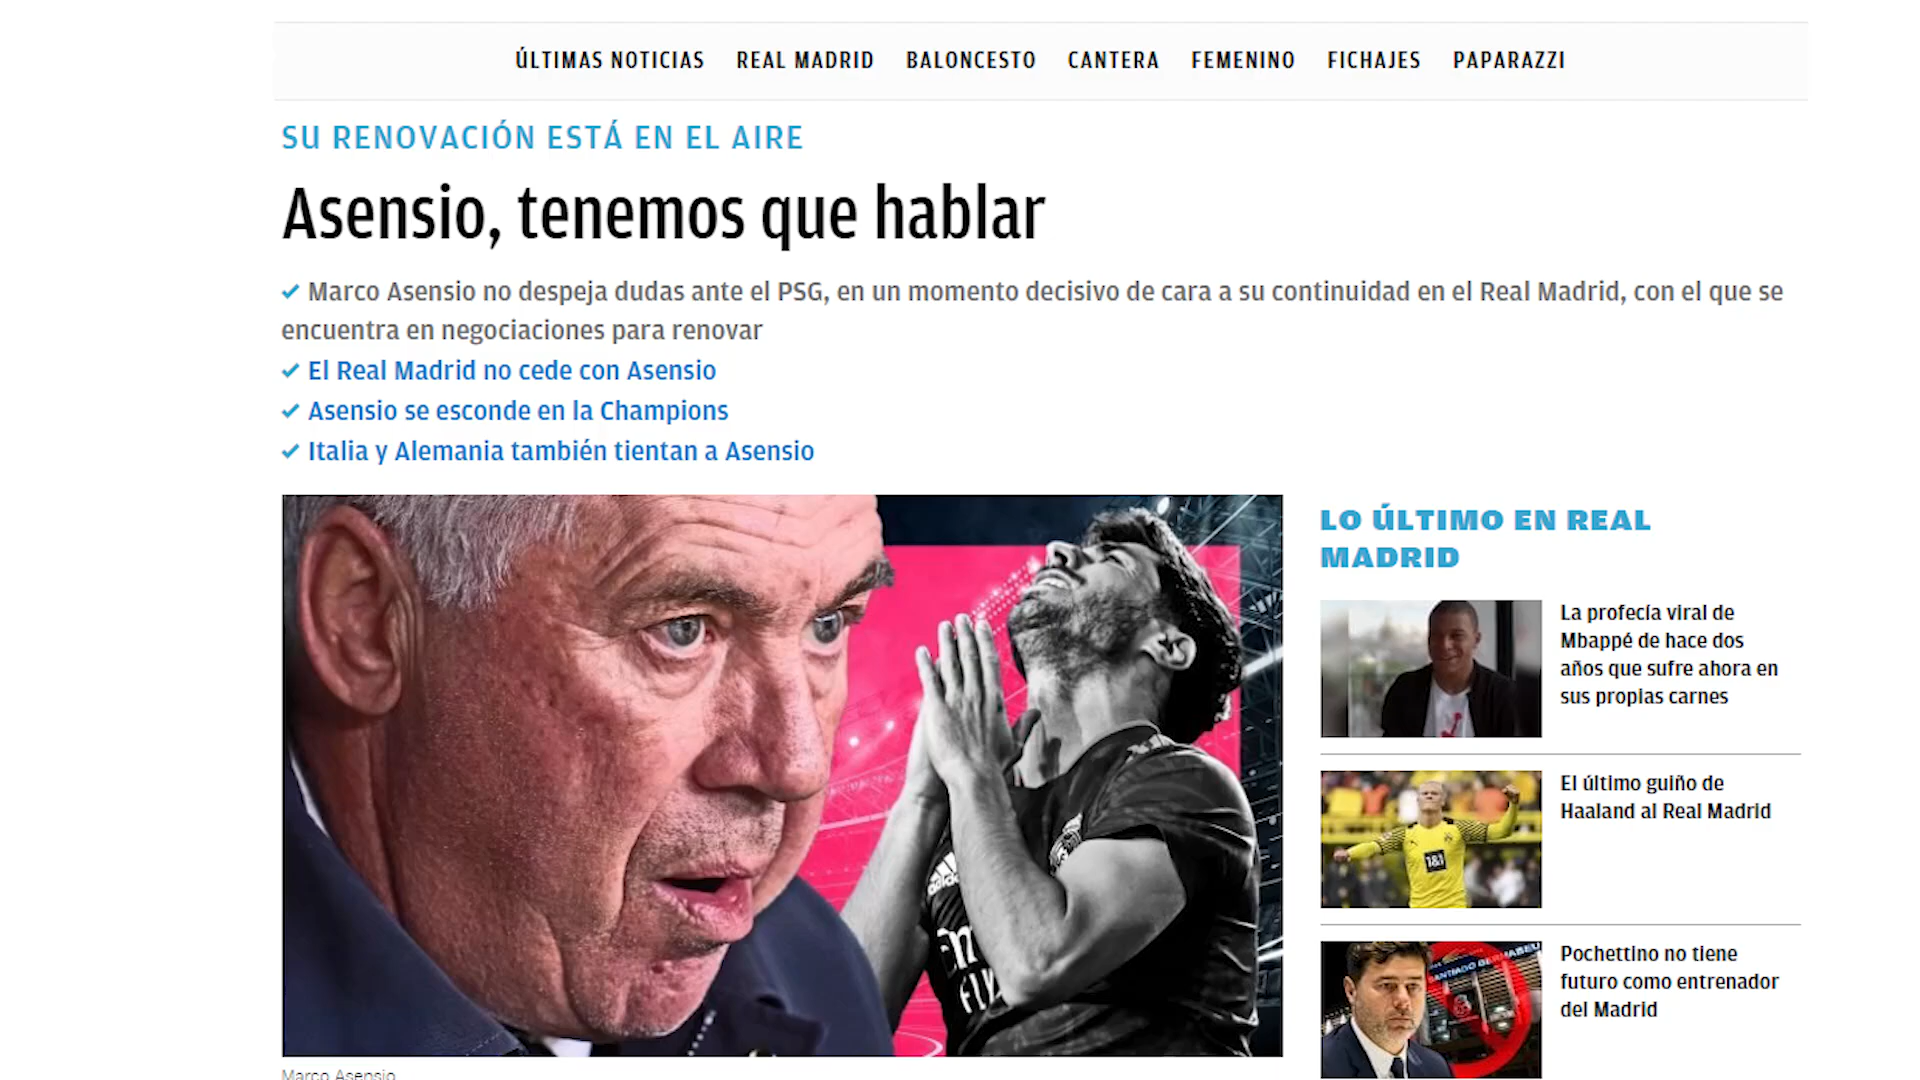 ÚLTIMAS NOTICIAS REAL MADRID BALONCESTO CANTERA FEMENINO FICHAJES PAPARAZZI
SU RENOVACIÓN ESTÁ EN EL AIRE
Asensio, tenemos que hablar
Marco Asensio no despeja dudas ante el PSG, en un momento decisivo de cara a su continuidad en el Real Madrid, con el que se
encuentra en negociaciones para renovar
El Real Madrid no cede con Asensio
Asensio se esconde en la Champions
Italia y Alemania también tientan a Asensio
LO ÚLTIMO EN REAL
MADRID
La profecía viral de
Mbappé de hace dos
años que sufre ahora en
sus propias carnes
El último guiño de
Haaland al Real Madrid
1&1
Pochettino no tiene
futuro como entrenador
del Madrid
SANTIAGO BERNABEU
adidas
Marco Asensio